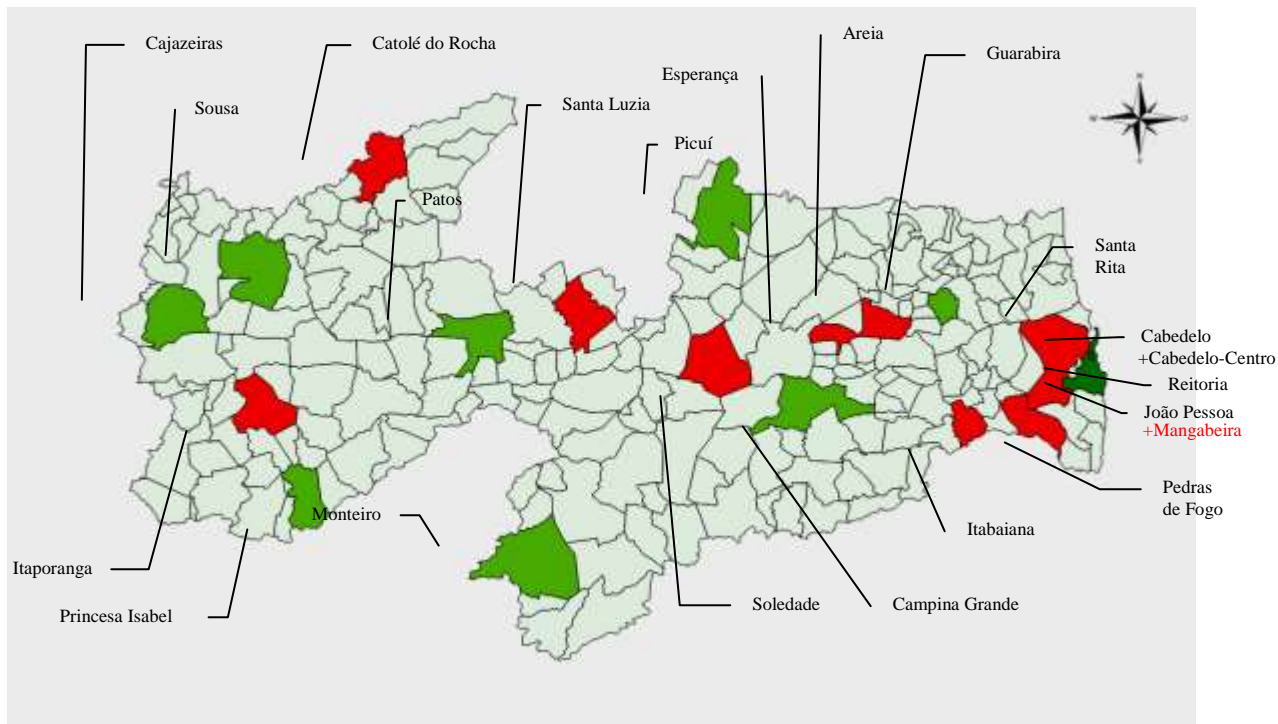 Cajazeiras
Catolé do Rocha
Areia
Guarabira
Esperança
Sousa
Santa Luzia
Picuí
Patos
Santa
Rita
Cabedelo
+Cabedelo-Centro
Reitoria
João Pessoa
+Mangabeira
Pedras
de Fogo
Monteiro
Itabaiana
Itaporanga
Princesa Isabel
Soledade
Campina Grande